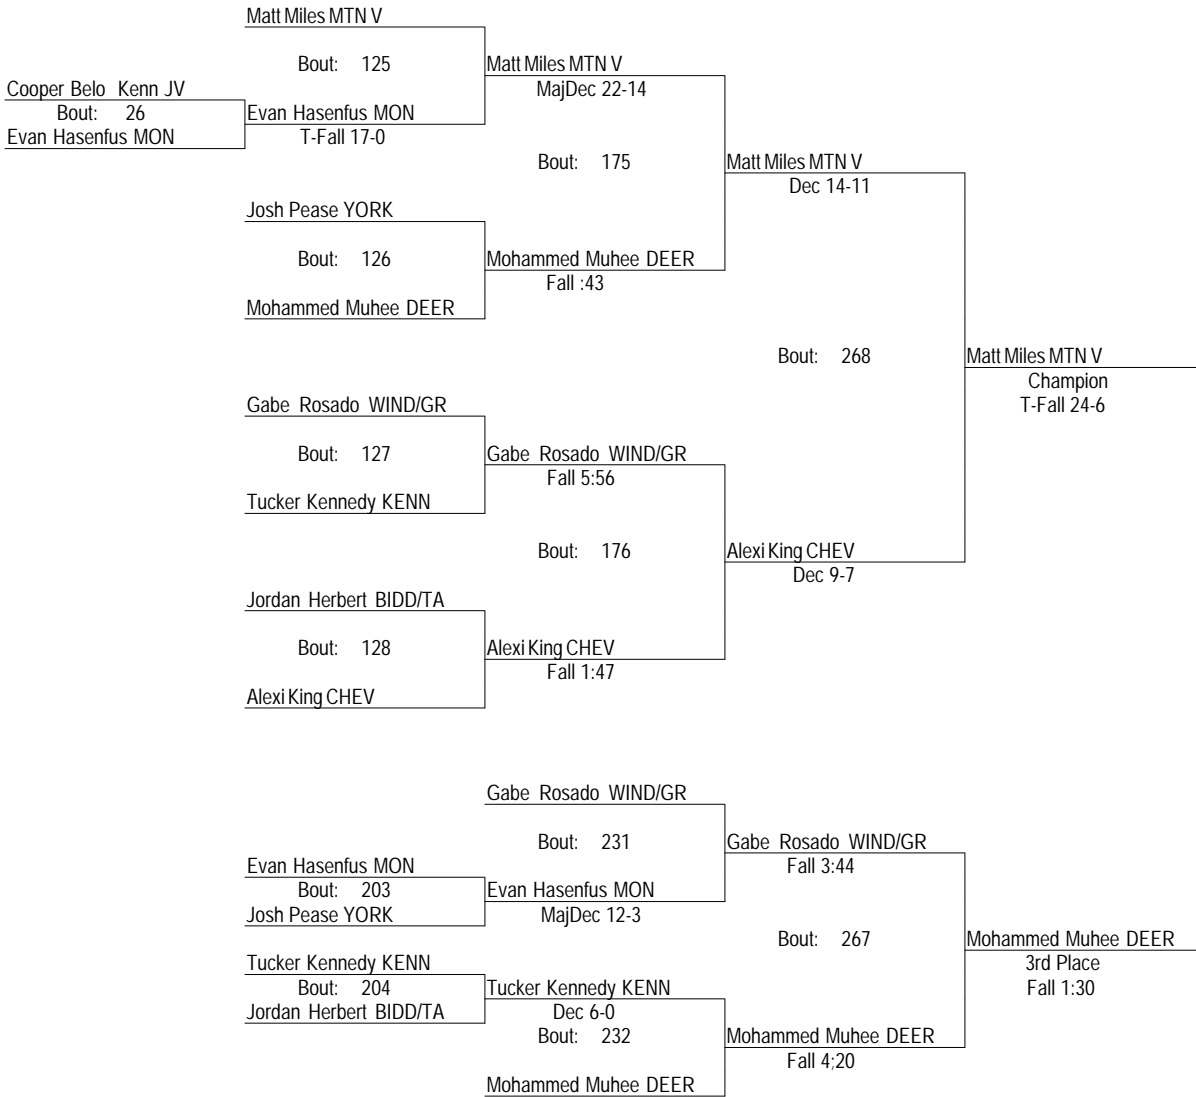 Matt Miles MTN V
Bout: 125
Matt Miles MTN V
MajDec 22-14
Cooper Belo Kenn JV
Bout: 26
Evan Hasenfus MON
Evan Hasenfus MON
T-Fall 17-0
Bout: 175
Matt Miles MTN V
Dec 14-11
Josh Pease YORK
Bout: 126
Mohammed Muhee DEER
Fall :43
Mohammed Muhee DEER
Bout: 268
Matt Miles MTN V
Champion
T-Fall 24-6
Gabe Rosado WIND/GR
Bout: 127
Gabe Rosado WIND/GR
Fall 5:56
Tucker Kennedy KENN
Bout: 176
Alexi King CHEV
Dec 9-7
Jordan Herbert BIDD/TA
Bout: 128
Alexi King CHEV
Fall 1:47
Alexi King CHEV
Gabe Rosado WIND/GR
Bout: 231
Gabe Rosado WIND/GR
Fall 3:44
Evan Hasenfus MON
Bout: 203
Josh Pease YORK
Evan Hasenfus MON
MajDec 12-3
Bout: 267
Mohammed Muhee DEER
3rd Place
Fall 1:30
Tucker Kennedy KENN
Bout: 204
Jordan Herbert BIDD/TA
Tucker Kennedy KENN
Dec 6-0
Bout: 232
Mohammed Muhee DEER
Fall 4;20
Mohammed Muhee DEER